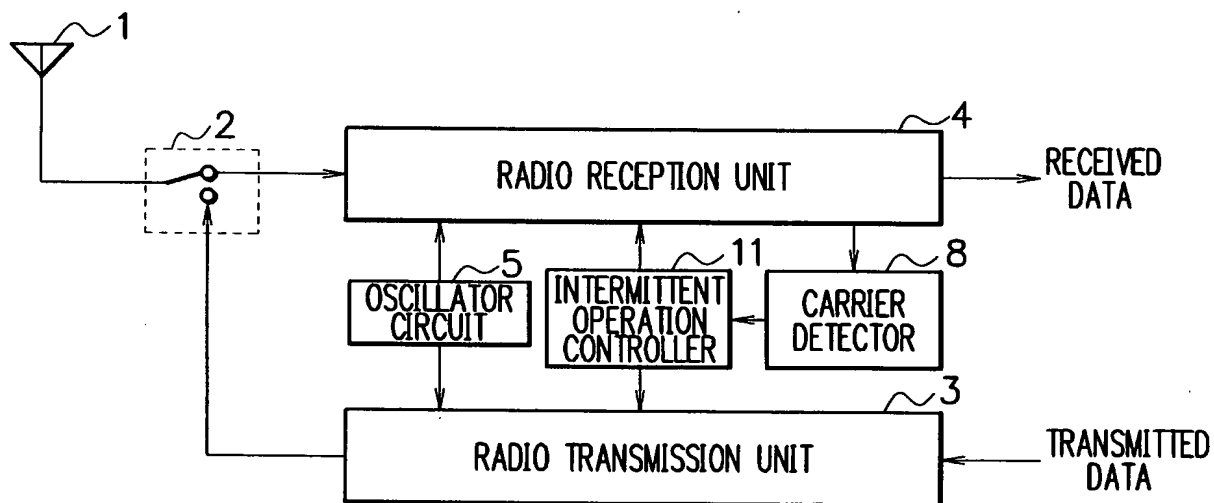 1
2
4
RADIO RECEPTION UNIT
RECEIVED
DATA
5
OSCILLATOR
CIRCUIT
11
INTERMITTENT
OPERATION
CONTROLLER
8
CARRIER
DETECTOR
3
RADIO TRANSMISSION UNIT
TRANSMITTED
DATA